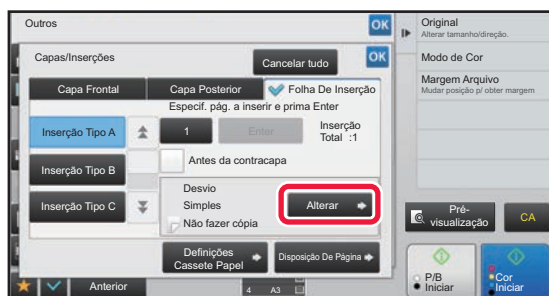 Outros
OK
Capas/Inserções
Cancelar tudo
OK
Capa Frontal
Capa Posterior
Folha De Inserção
Especif. pág. a inserir e prima Enter
Inserção Tipo A
1
Enter
Inserção
Total :1
Antes da contracapa
Inserção Tipo B
Inserção Tipo C
Desvio
Simples
Não fazer cópia
Alterar
Definições
Cassete Papel
Disposição De Página
Anterior
4
A3
Original
Alterar tamanho/direção.
Modo de Cor
Margem Arquivo
Mudar posição p/ obter margem
Pré-
visualização
CA
P/B
Iniciar
Cor
Iniciar